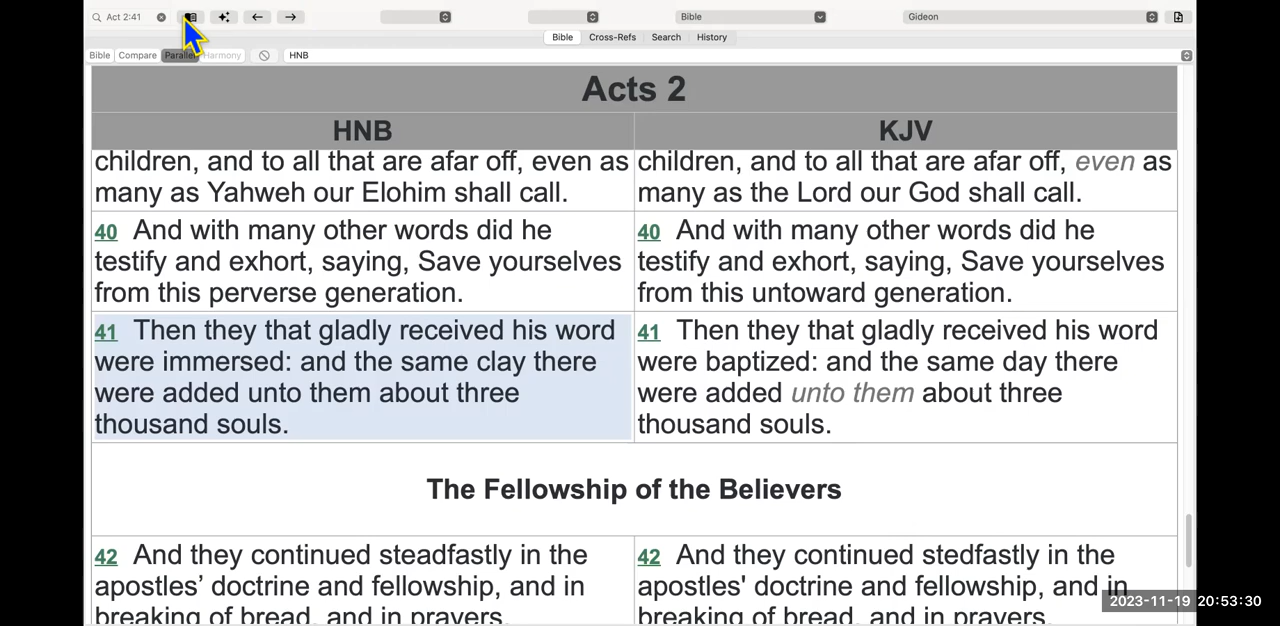 Act 2:41
Bible
Gideon
Bible Cross-Refs Search History
Bible Compare Parallel Harmony HNB
Acts 2
HNB
KJV
children, and to all that are afar off, even as
many as Yahweh our Elohim shall call.
children, and to all that are afar off, even as
many as the Lord our God shall call.
40 And with many other words did he
testify and exhort, saying, Save yourselves
from this perverse generation.
40 And with many other words did he
testify and exhort, saying, Save yourselves
from this untoward generation.
41 Then they that gladly received his word
were immersed: and the same clay there
were added unto them about three
thousand souls.
41 Then they that gladly received his word
were baptized: and the same day there
were added unto them about three
thousand souls.
The Fellowship of the Believers
42 And they continued steadfastly in the
apostles’ doctrine and fellowship, and in
breaking of bread, and in prayers.
42 And they continued stedfastly in the
apostles' doctrine and fellowship, and in
breaking of bread, and in prayers.
2023-11-19 20:53:30